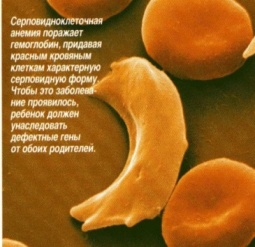 Серповидноклеточная
анемия поражает
гемоглобин, придавая
красным кровяным
клеткам характерную
серповидную форму.
Чтобы это заболева-
ние проявилось,
ребенок должен
унаследовать
дефектные гены
от обоих родителей.